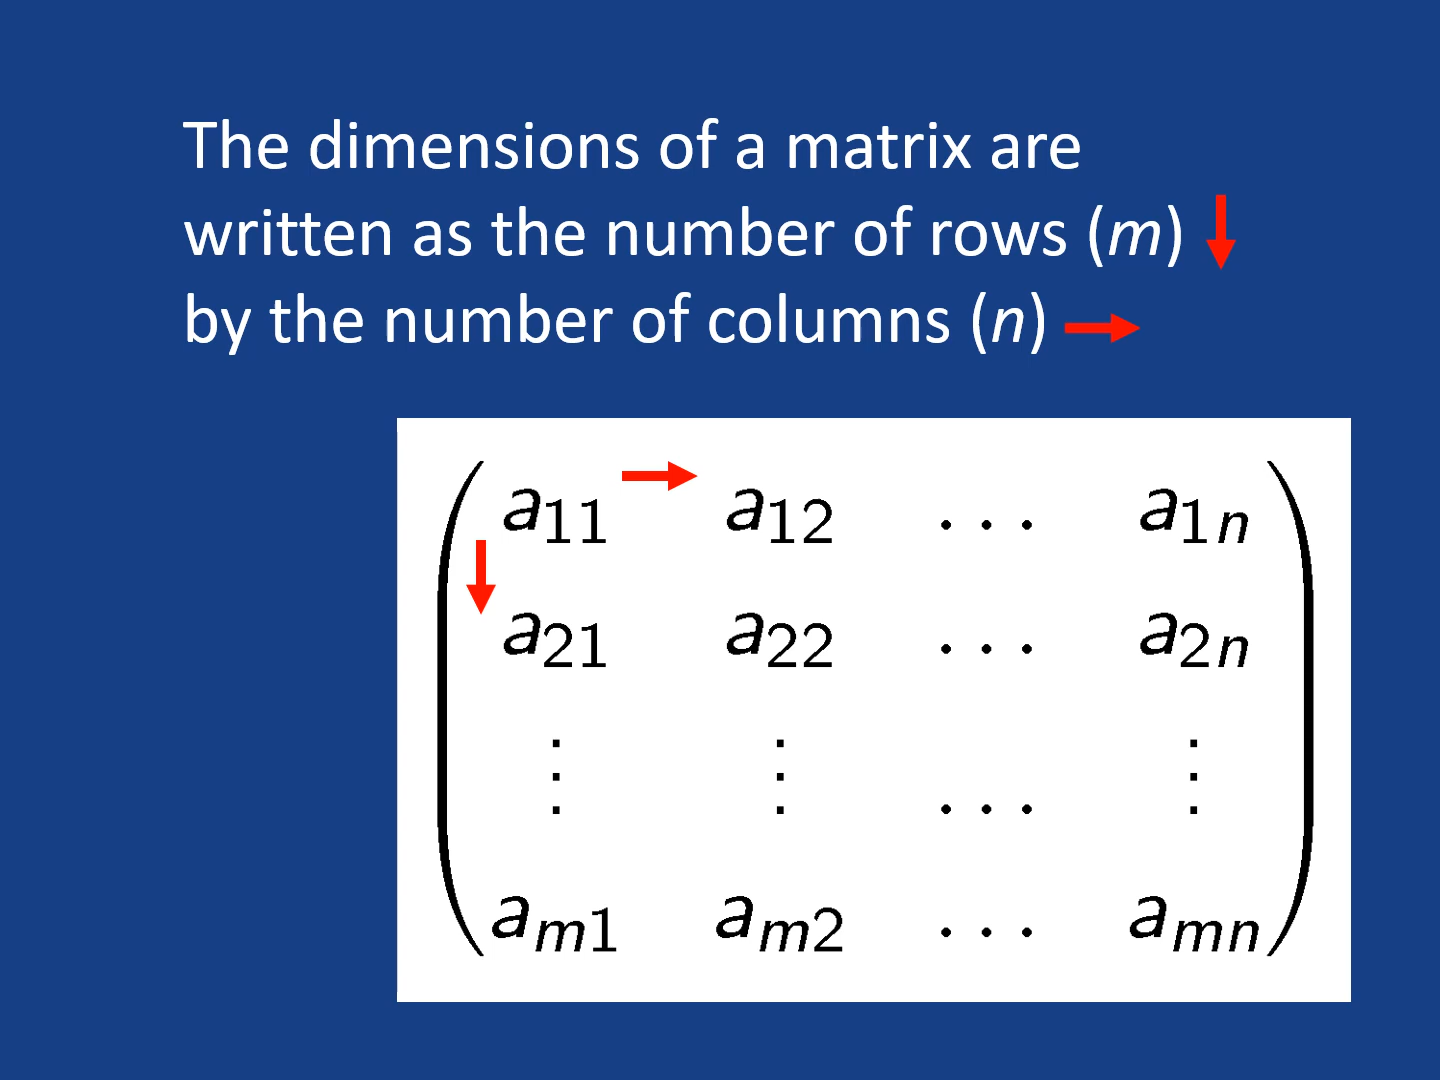 The dimensions of a matrix are
written as the number of rows (m)
by the number of columns (n)
a11 a12 ... a1n
a21 a22 ... a2n
⋮ ⋮ ... ⋮
am1 am2 ... amn